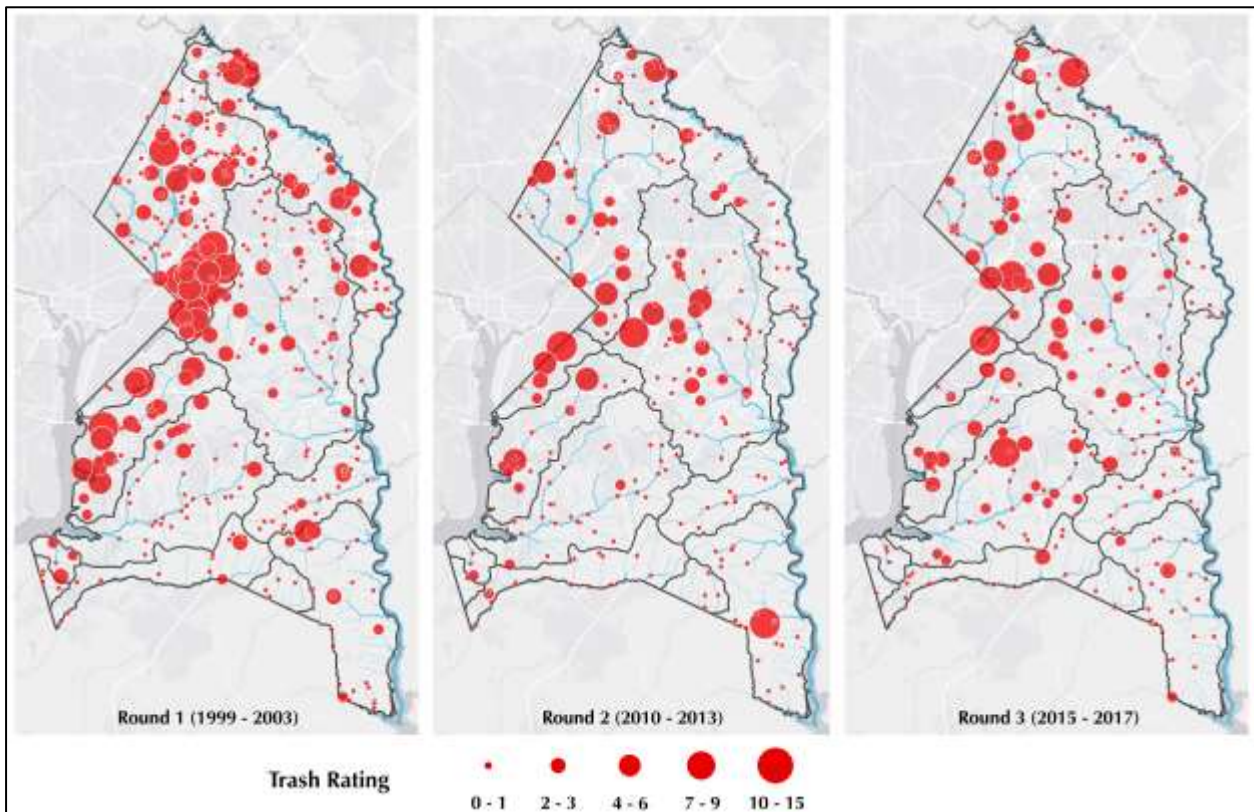 Round 1 (1999 - 2003)
Round 2 (2010 - 2013)
Round 3 (2015 - 2017)
Trash Rating
0 - 1
2 - 3
4 - 6
7 - 9
10 - 15